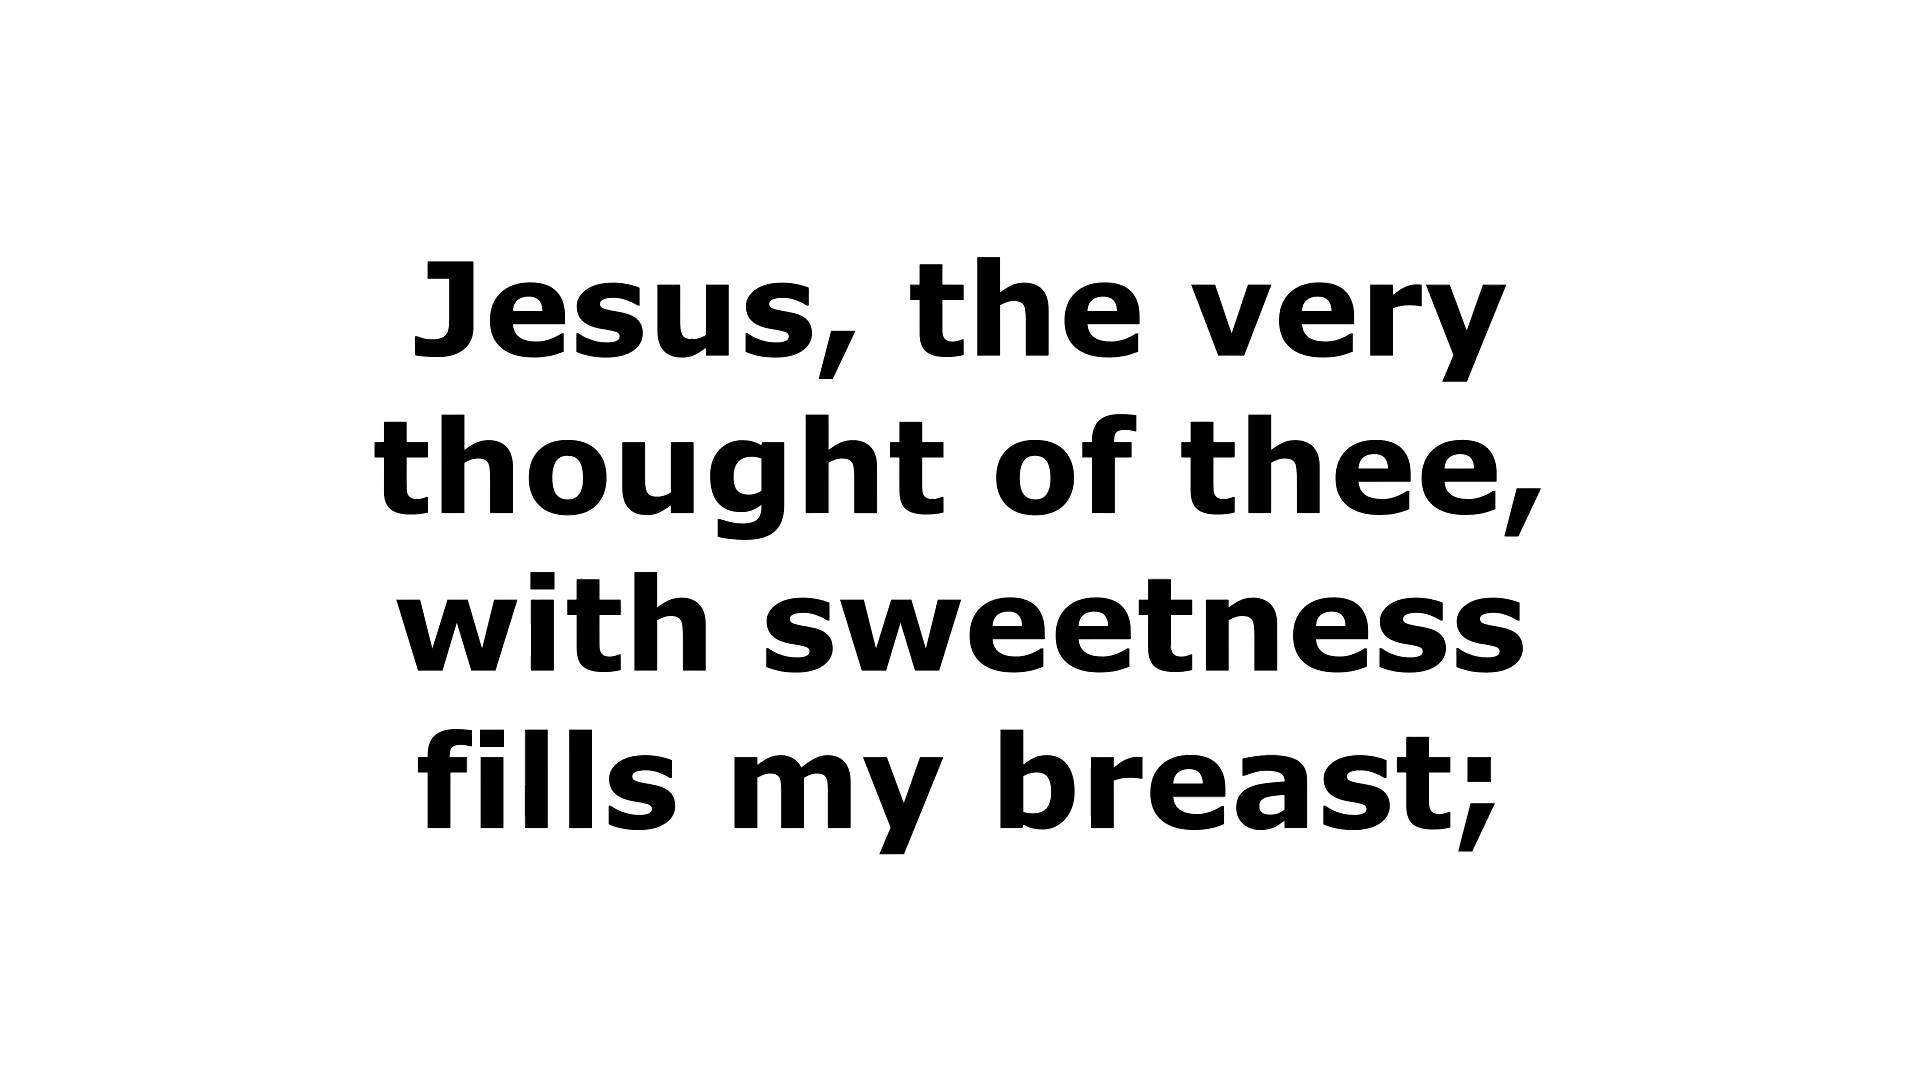 Jesus, the very
thought of thee,
with sweetness
fills my breast;